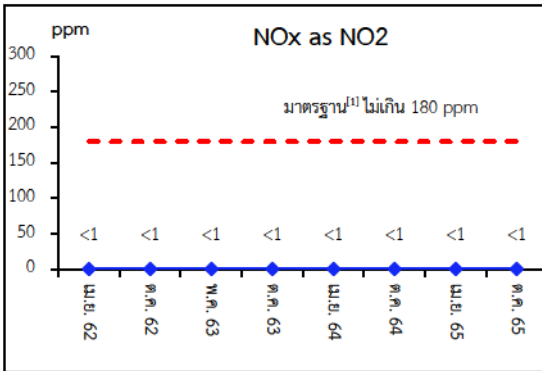 ppm
NOx as NO2
300
250
200
150
100
50
0
มาตรฐาน[1] ไม่เกิน 180 ppm
<1 <1 <1 <1 <1 <1 <1 <1
เม.ย. 62
ต.ค. 62
พ.ค. 63
ต.ค. 63
เม.ย. 64
ต.ค. 64
เม.ย. 65
ต.ค. 65